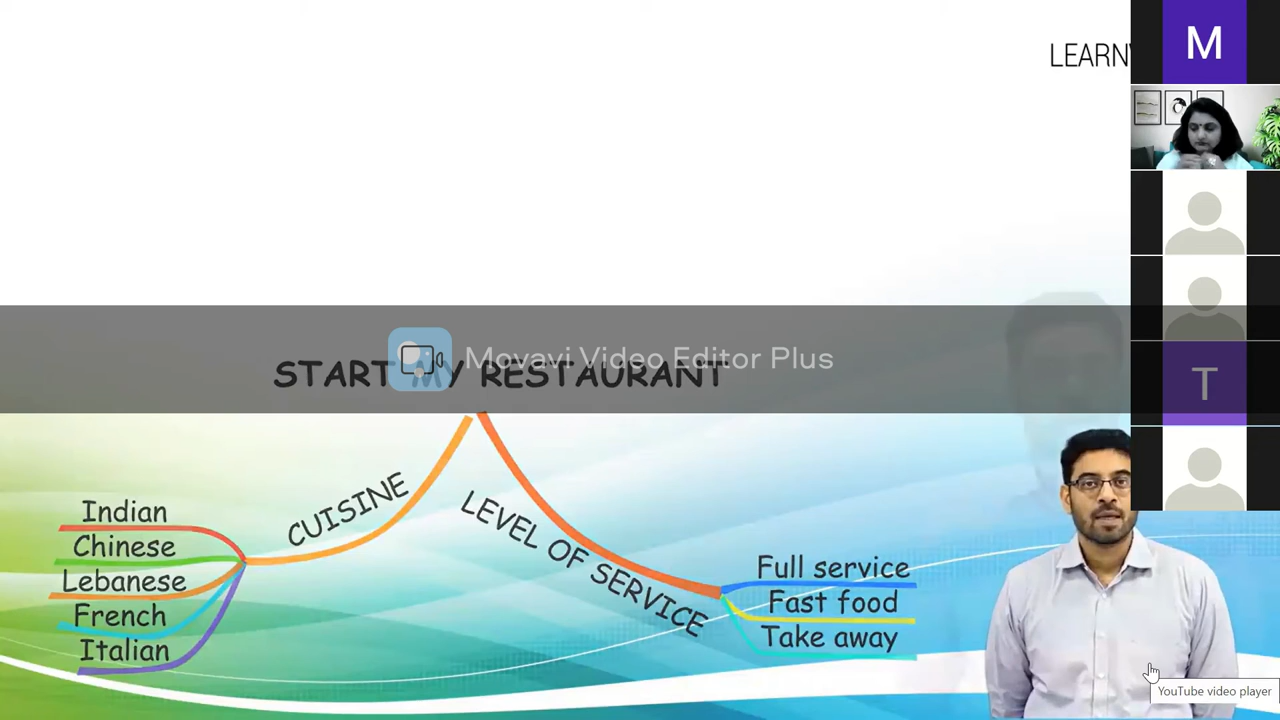 LEARN
M
START MY RESTAURANT
Movavi Video Editor Plus
T
CUISINE
Indian
Chinese
Lebanese
French
Italian
LEVEL OF SERVICE
Full service
Fast food
Take away
YouTube video player